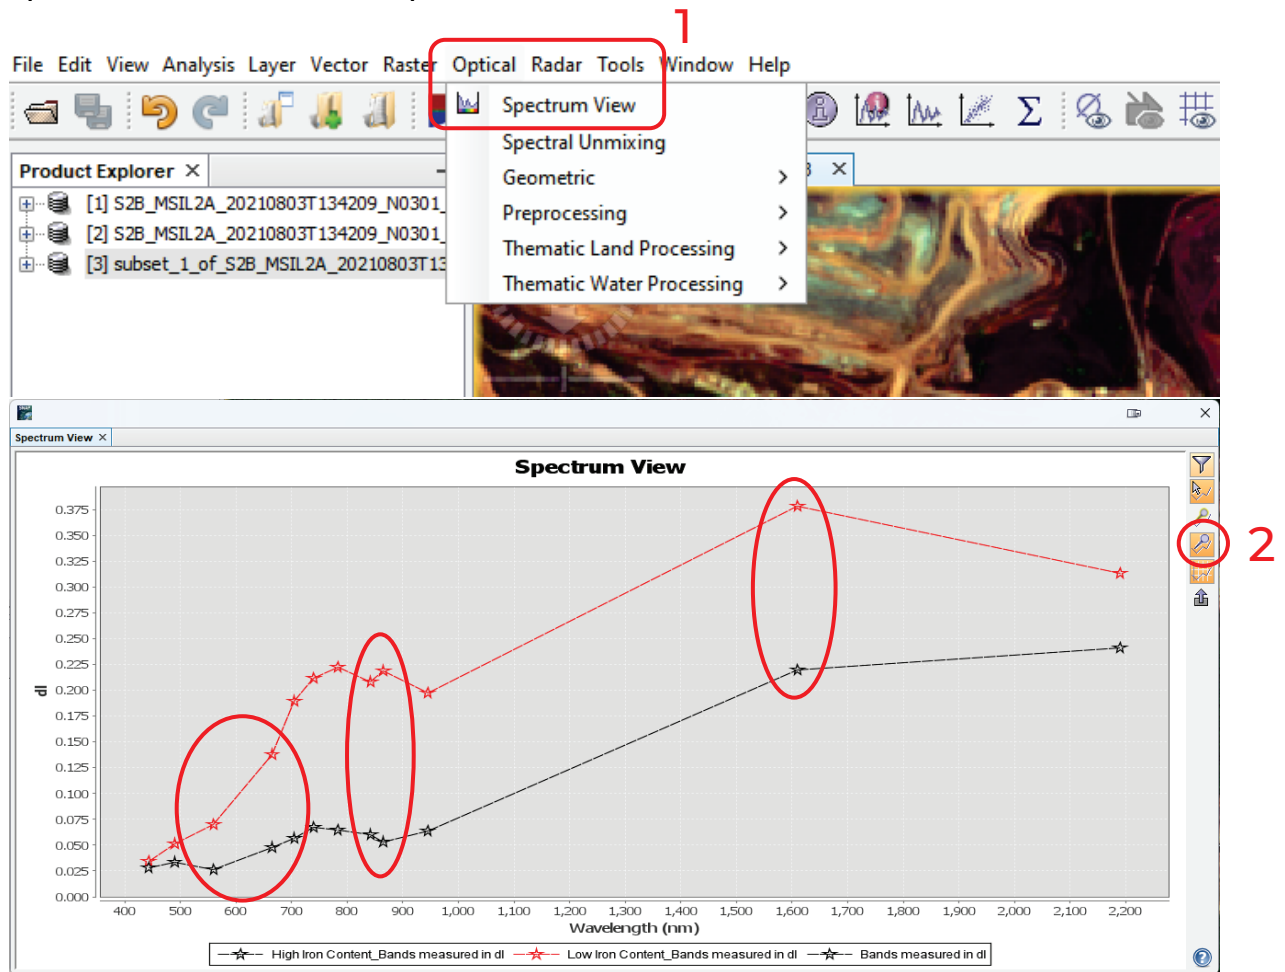 1
File Edit View Analysis Layer Vector Raster Optical Radar Tools Window Help
Spectrum View
Spectral Unmixing
Geometric
Preprocessing
Thematic Land Processing
Thematic Water Processing
Product Explorer
[1] S2B_MSIL2A_20210803T134209_N0301_
[2] S2B_MSIL2A_20210803T134209_N0301_
[3] subset_1_of_S2B_MSIL2A_20210803T13
Spectrum View
Spectrum View
2
dl
0.375
0.350
0.325
0.300
0.275
0.250
0.225
0.200
0.175
0.150
0.125
0.100
0.075
0.050
0.025
0.000
400 500 600 700 800 900 1,000 1,100 1,200 1,300 1,400 1,500 1,600 1,700 1,800 1,900 2,000 2,100 2,200
Wavelength (nm)
High Iron Content_Bands measured in dl Low Iron Content_Bands measured in dl Bands measured in dl